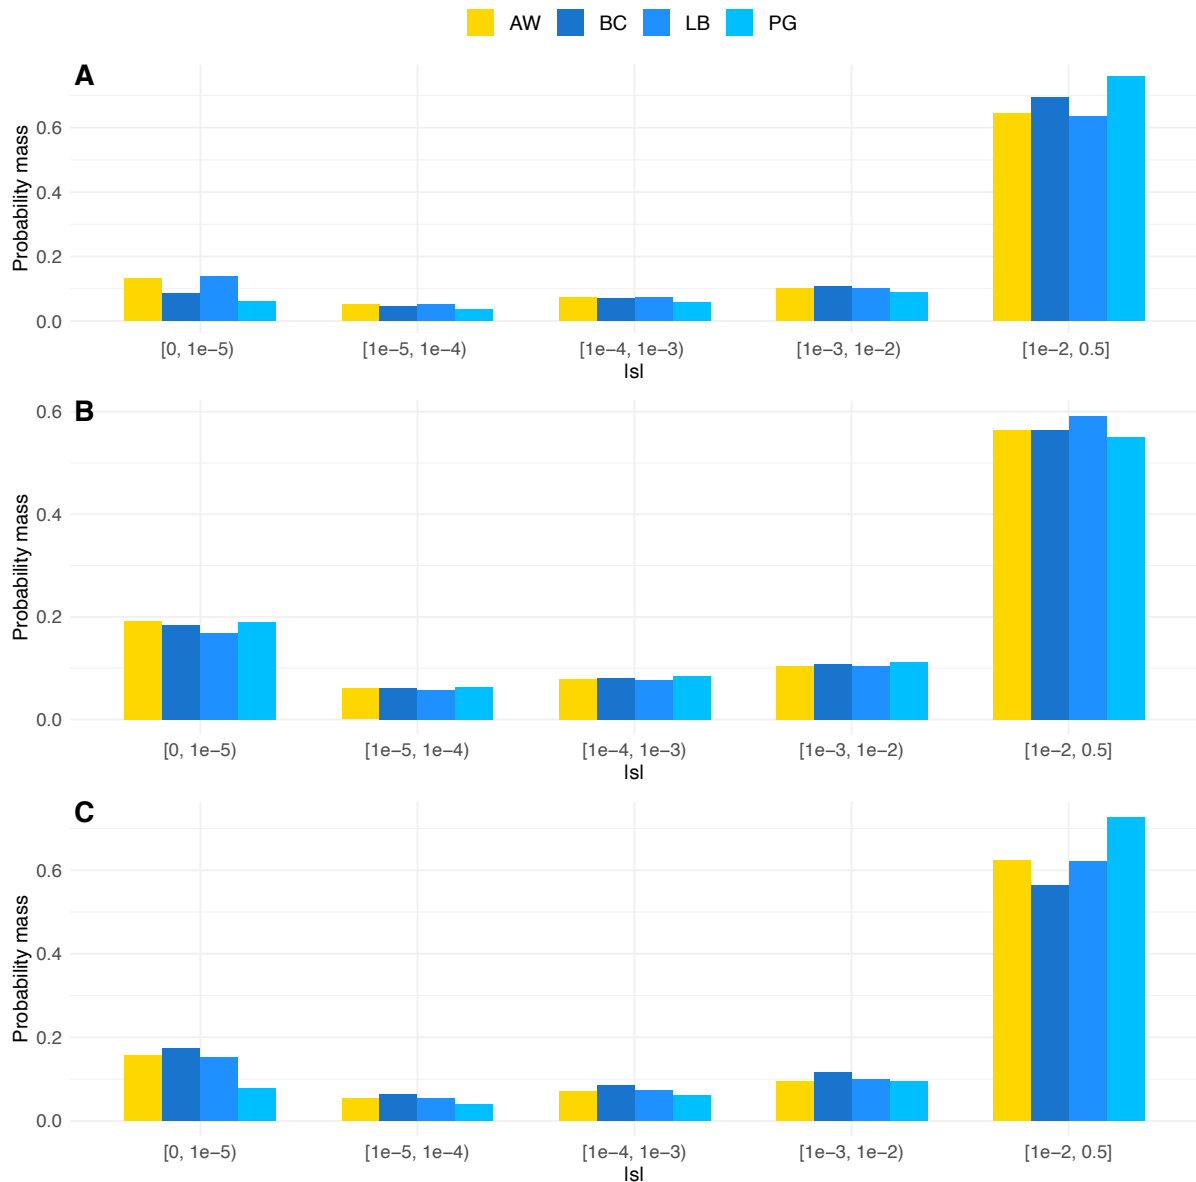 AW BC LB PG
A
Probability mass
0.6
0.4
0.2
0.0
[0, 1e−5) [1e−5, 1e−4) [1e−4, 1e−3) [1e−3, 1e−2) [1e−2, 0.5]
|s|
B
Probability mass
0.6
0.4
0.2
0.0
[0, 1e−5) [1e−5, 1e−4) [1e−4, 1e−3) [1e−3, 1e−2) [1e−2, 0.5]
|s|
C
Probability mass
0.6
0.4
0.2
0.0
[0, 1e−5) [1e−5, 1e−4) [1e−4, 1e−3) [1e−3, 1e−2) [1e−2, 0.5]
|s|